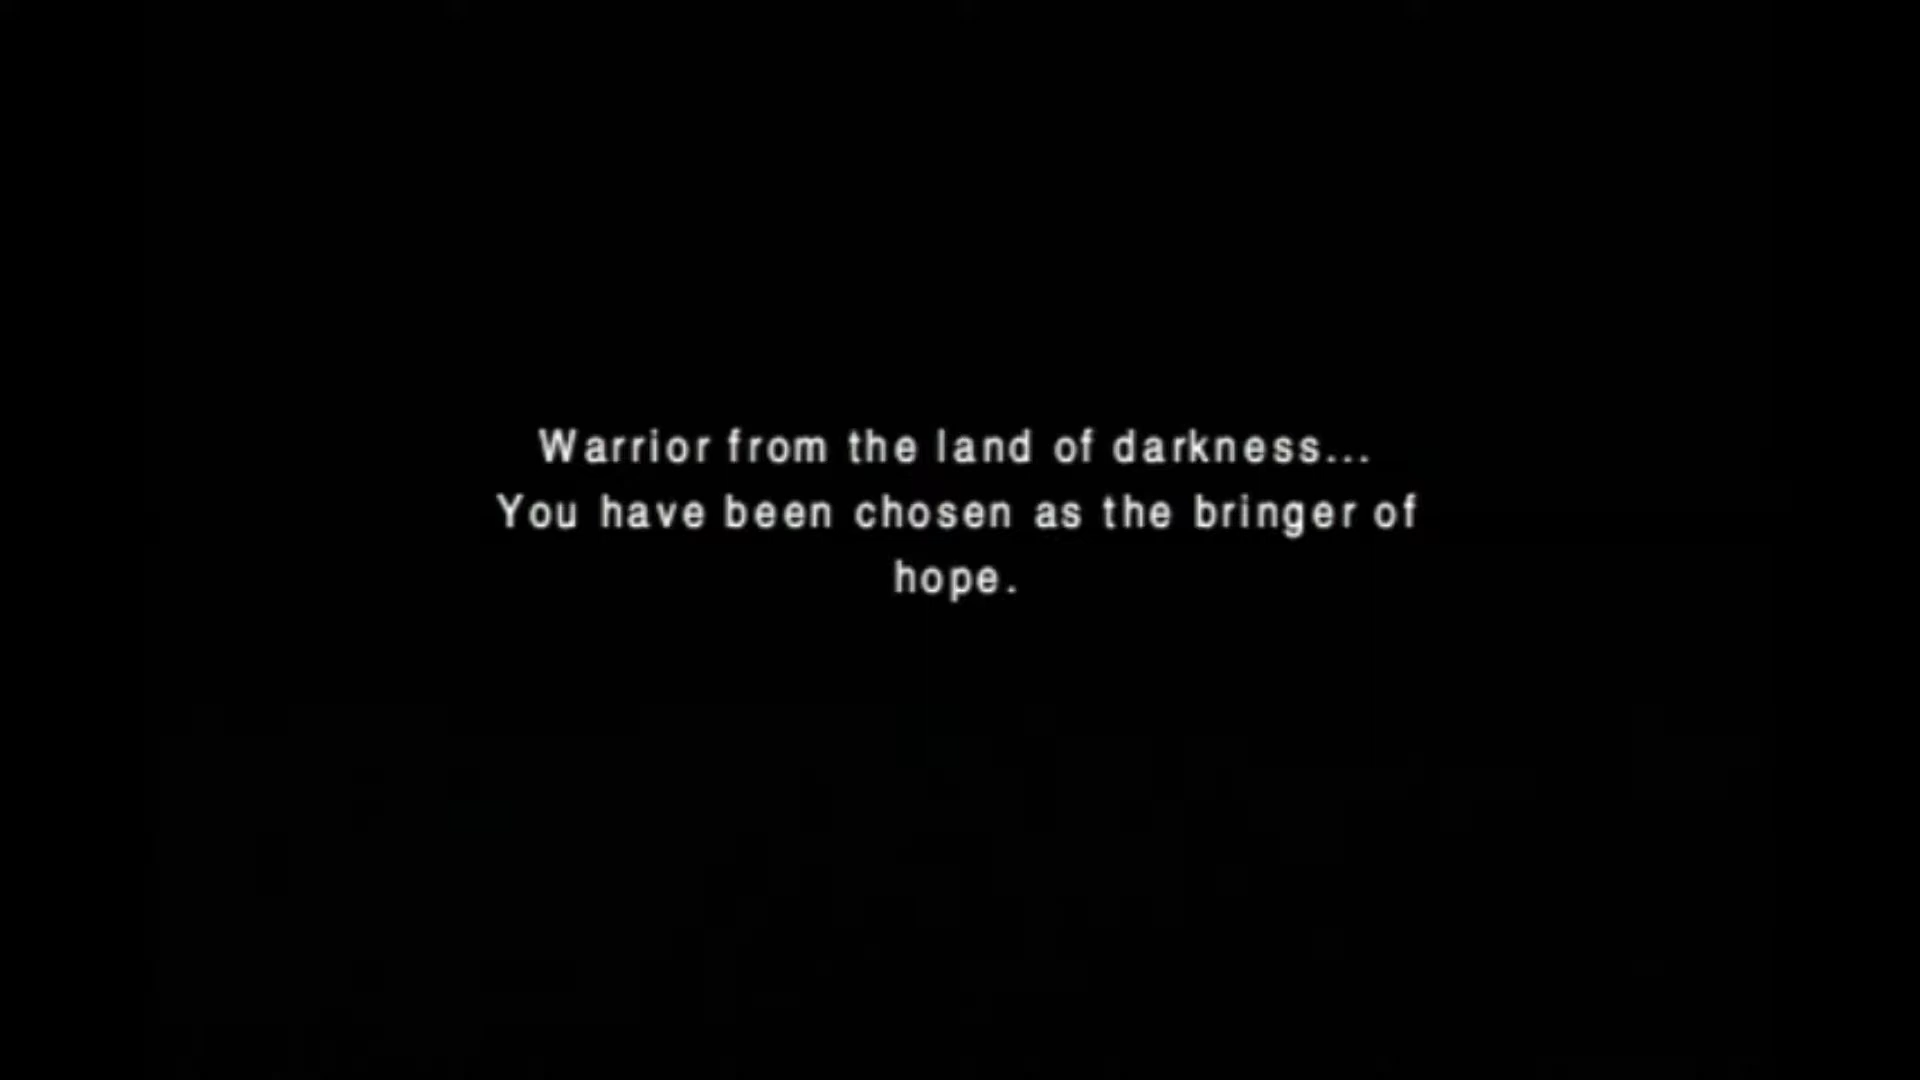 Warrior from the land of darkness...
You have been chosen as the bringer of
hope.